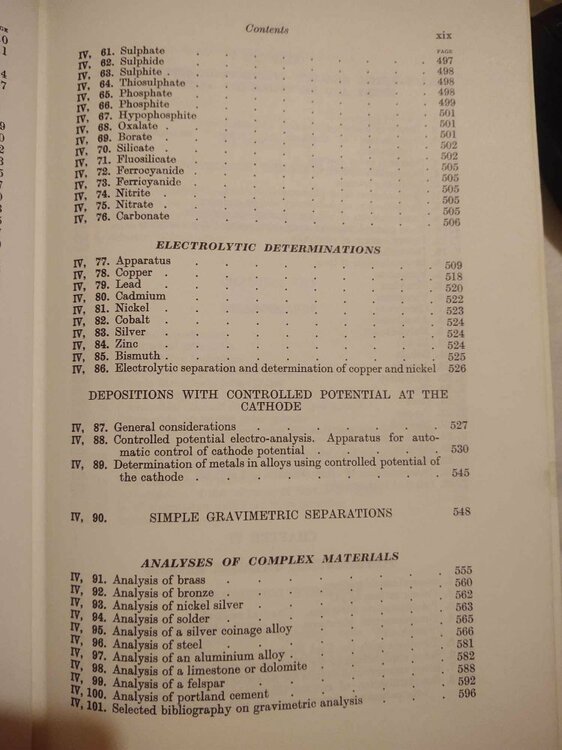 Contents xix
PAGE
IV, 61. Sulphate . . . . . . . . 497
IV, 62. Sulphide . . . . . . . . 498
IV, 63. Sulphite . . . . . . . . 498
IV, 64. Thiosulphate . . . . . . . . 498
IV, 65. Phosphate . . . . . . . . 499
IV, 66. Phosphite . . . . . . . . 501
IV, 67. Hypophosphite . . . . . . . . 501
IV, 68. Oxalate . . . . . . . . 501
IV, 69. Borate . . . . . . . . 502
IV, 70. Silicate . . . . . . . . 502
IV, 71. Fluosilicate . . . . . . . . 505
IV, 72. Ferrocyanide . . . . . . . . 505
IV, 73. Ferricyanide . . . . . . . . 505
IV, 74. Nitrite . . . . . . . . 505
IV, 75. Nitrate . . . . . . . . 505
IV, 76. Carbonate . . . . . . . . 506
ELECTROLYTIC DETERMINATIONS
IV, 77. Apparatus . . . . . . . . 509
IV, 78. Copper . . . . . . . . 518
IV, 79. Lead . . . . . . . . 520
IV, 80. Cadmium . . . . . . . . 522
IV, 81. Nickel . . . . . . . . 523
IV, 82. Cobalt . . . . . . . . 524
IV, 83. Silver . . . . . . . . 524
IV, 84. Zinc . . . . . . . . 524
IV, 85. Bismuth . . . . . . . . 525
IV, 86. Electrolytic separation and determination of copper and nickel 526
DEPOSITIONS WITH CONTROLLED POTENTIAL AT THE
CATHODE
IV, 87. General considerations . . . . . . 527
IV, 88. Controlled potential electro-analysis. Apparatus for auto-
matic control of cathode potential . . . . 530
IV, 89. Determination of metals in alloys using controlled potential of
the cathode . . . . . . . . 545
IV, 90. SIMPLE GRAVIMETRIC SEPARATIONS 548
ANALYSES OF COMPLEX MATERIALS
IV, 91. Analysis of brass . . . . . . 555
IV, 92. Analysis of bronze . . . . . . 560
IV, 93. Analysis of nickel silver . . . . . . 562
IV, 94. Analysis of solder . . . . . . 563
IV, 95. Analysis of a silver coinage alloy . . . . 565
IV, 96. Analysis of steel . . . . . . 566
IV, 97. Analysis of an aluminium alloy . . . . . 581
IV, 98. Analysis of a limestone or dolomite . . . . 582
IV, 99. Analysis of a felspar . . . . . . 588
IV, 100. Analysis of portland cement . . . . . 592
IV, 101. Selected bibliography on gravimetric analysis . . . 596